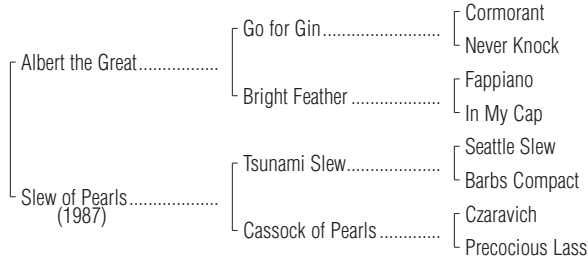 Cormorant
Go for Gin
Never Knock
Albert the Great
Fappiano
Bright Feather
In My Cap
Seattle Slew
Tsunami Slew
Barbs Compact
Slew of Pearls
(1987)
Czaravich
Cassock of Pearls
Precocious Lass